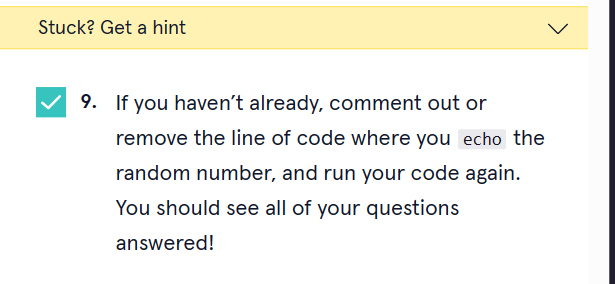 Stuck? Get a hint
9. If you haven’t already, comment out or
remove the line of code where you echo the
random number, and run your code again.
You should see all of your questions
answered!